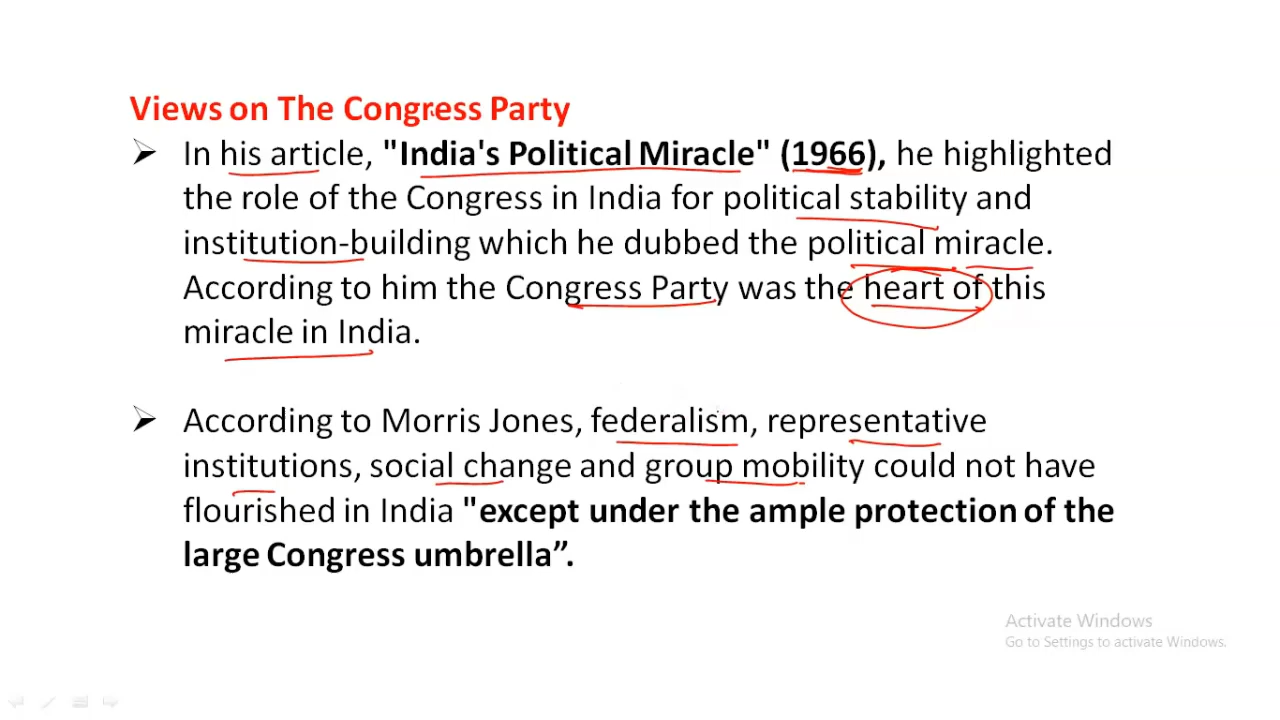 Views on The Congress Party
➢ In his article, "India's Political Miracle" (1966), he highlighted
the role of the Congress in India for political stability and
institution-building which he dubbed the political miracle.
According to him the Congress Party was the heart of this
miracle in India.
➢ According to Morris Jones, federalism, representative
institutions, social change and group mobility could not have
flourished in India "except under the ample protection of the
large Congress umbrella”.
Activate Windows
Go to Settings to activate Windows.